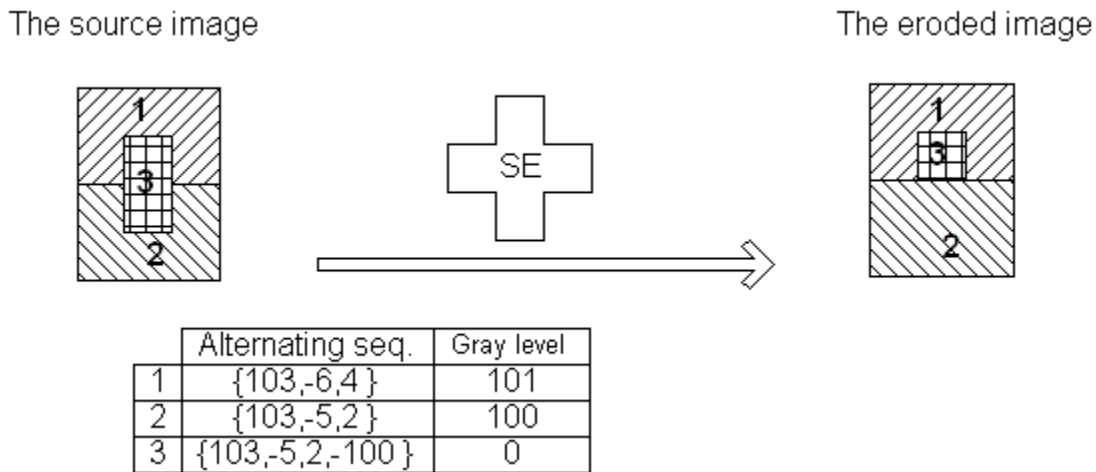 The source image
The eroded image
1
3
2
SE
1
3
2
Alternating seq. Gray level
1 {103,-6,4 } 101
2 {103,-5,2} 100
3 {103,-5,2,-100 } 0